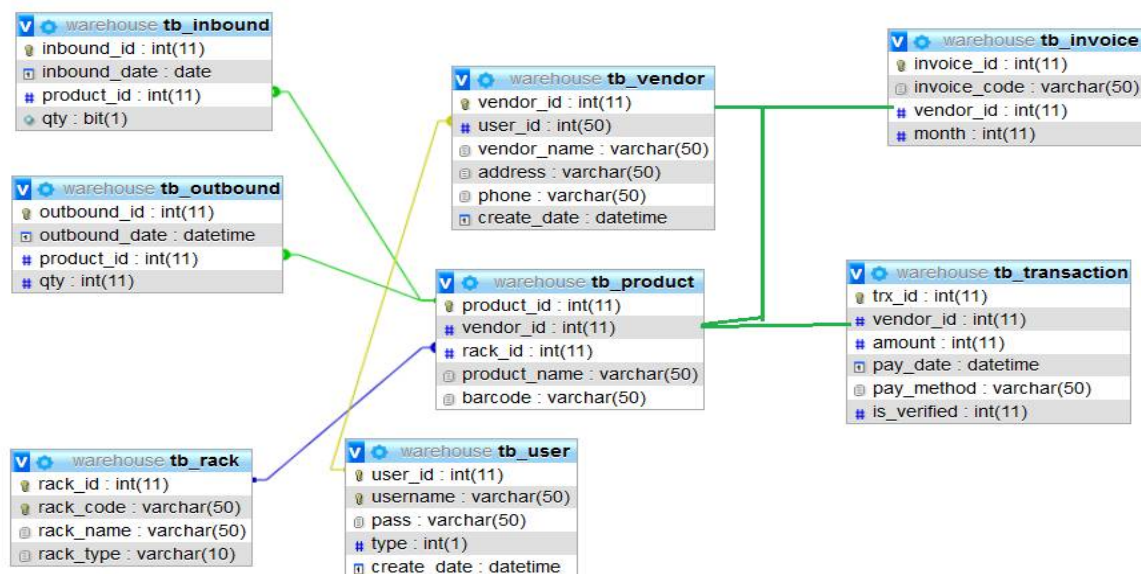 warehouse tb_inbound
inbound_id : int(11)
inbound_date : date
product_id : int(11)
qty : bit(1)
warehouse tb_outbound
outbound_id : int(11)
outbound_date : datetime
product_id : int(11)
qty : int(11)
warehouse tb_rack
rack_id : int(11)
rack_code : varchar(50)
rack_name : varchar(50)
rack_type : varchar(10)
warehouse tb_vendor
vendor_id : int(11)
user_id : int(50)
vendor_name : varchar(50)
address : varchar(50)
phone : varchar(50)
create_date : datetime
warehouse tb_product
product_id : int(11)
vendor_id : int(11)
rack_id : int(11)
product_name : varchar(50)
barcode : varchar(50)
warehouse tb_user
user_id : int(11)
username : varchar(50)
pass : varchar(50)
type : int(1)
create_date : datetime
warehouse tb_invoice
invoice_id : int(11)
invoice_code : varchar(50)
vendor_id : int(11)
month : int(11)
warehouse tb_transaction
trx_id : int(11)
vendor_id : int(11)
amount : int(11)
pay_date : datetime
pay_method : varchar(50)
is_verified : int(11)